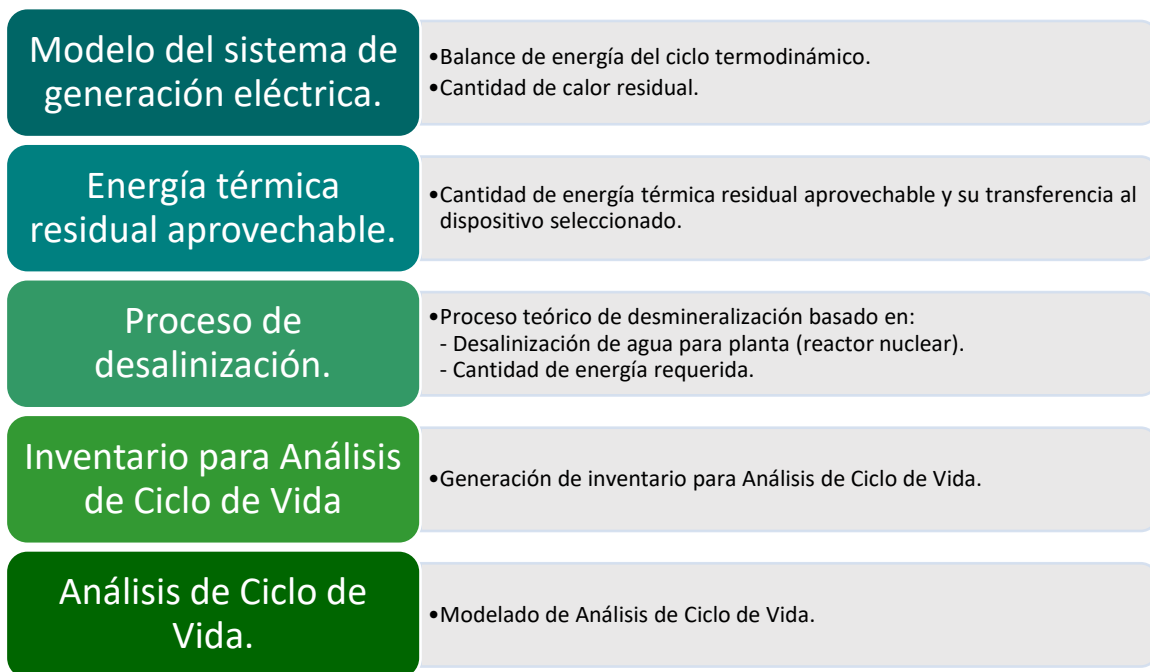 Modelo del sistema de
generación eléctrica.
•Balance de energía del ciclo termodinámico.
•Cantidad de calor residual.
Energía térmica
residual aprovechable.
•Cantidad de energía térmica residual aprovechable y su transferencia al
dispositivo seleccionado.
Proceso de
desalinización.
•Proceso teórico de desmineralización basado en:
- Desalinización de agua para planta (reactor nuclear).
- Cantidad de energía requerida.
Inventario para Análisis
de Ciclo de Vida
•Generación de inventario para Análisis de Ciclo de Vida.
Análisis de Ciclo de
Vida.
•Modelado de Análisis de Ciclo de Vida.